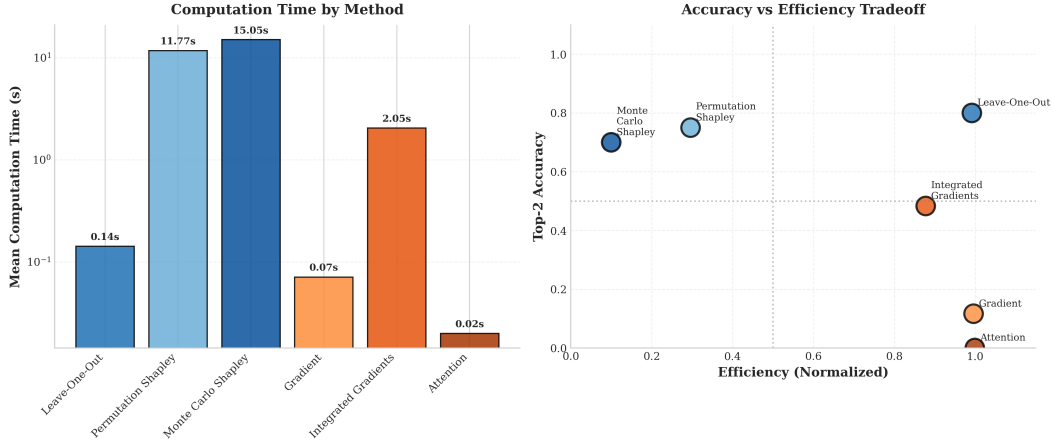 Computation Time by Method
Mean Computation Time (s)
10¹
10⁰
10⁻¹
0.14s
11.77s
15.05s
0.07s
2.05s
0.02s
Leave-One-Out
Permutation Shapley
Monte Carlo Shapley
Gradient
Integrated Gradients
Attention
Accuracy vs Efficiency Tradeoff
Top-2 Accuracy
1.0
0.8
0.6
0.4
0.2
0.0
Monte
Carlo
Shapley
Permutation
Shapley
Leave-One-Out
Integrated
Gradients
Gradient
Attention
0.0
0.2
0.4
0.6
0.8
1.0
Efficiency (Normalized)